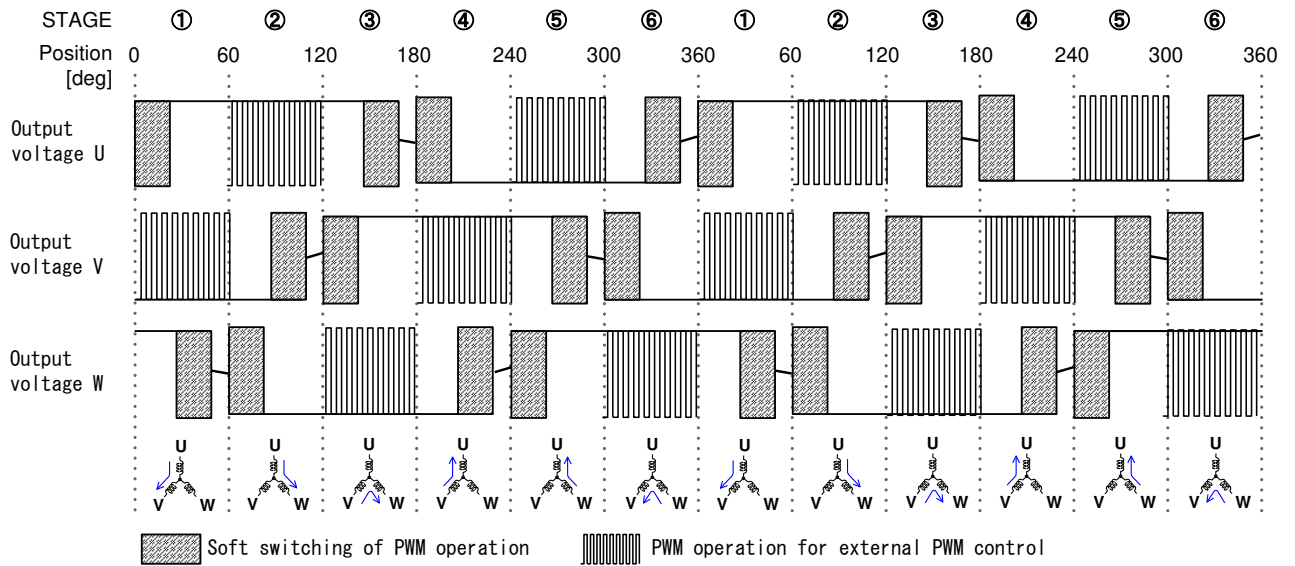 STAGE ① ② ③ ④ ⑤ ⑥ ① ② ③ ④ ⑤ ⑥
Position 0 60 120 180 240 300 360 60 120 180 240 300 360
[deg]
Output
voltage U
Output
voltage V
Output
voltage W
U U U U U U U U U U U U
V W V W V W V W V W V W V W V W V W V W V W V W
Soft switching of PWM operation PWM operation for external PWM control